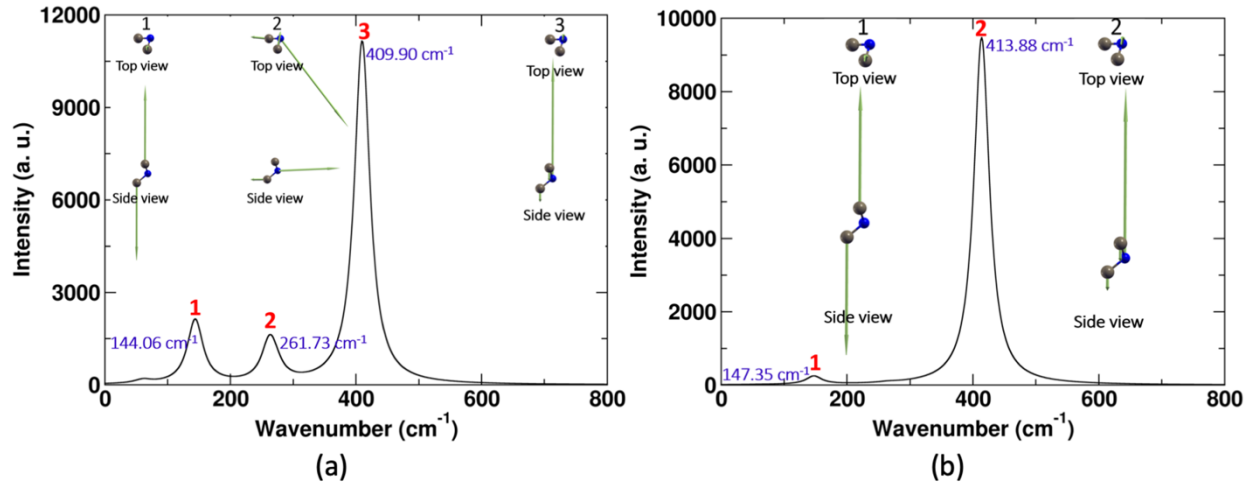 1
2
3
3
Top view
Top view
Top view
409.90 cm-1
Side view
Side view
Side view
1
2
144.06 cm-1
261.73 cm-1
Intensity (a. u.)
12000
9000
6000
3000
0
0
200
400
600
800
Wavenumber (cm-1)
(a)
1
2
2
Top view
Top view
413.88 cm-1
Side view
Side view
1
147.35 cm-1
Intensity (a. u.)
10000
8000
6000
4000
2000
0
200
400
600
800
Wavenumber (cm-1)
(b)